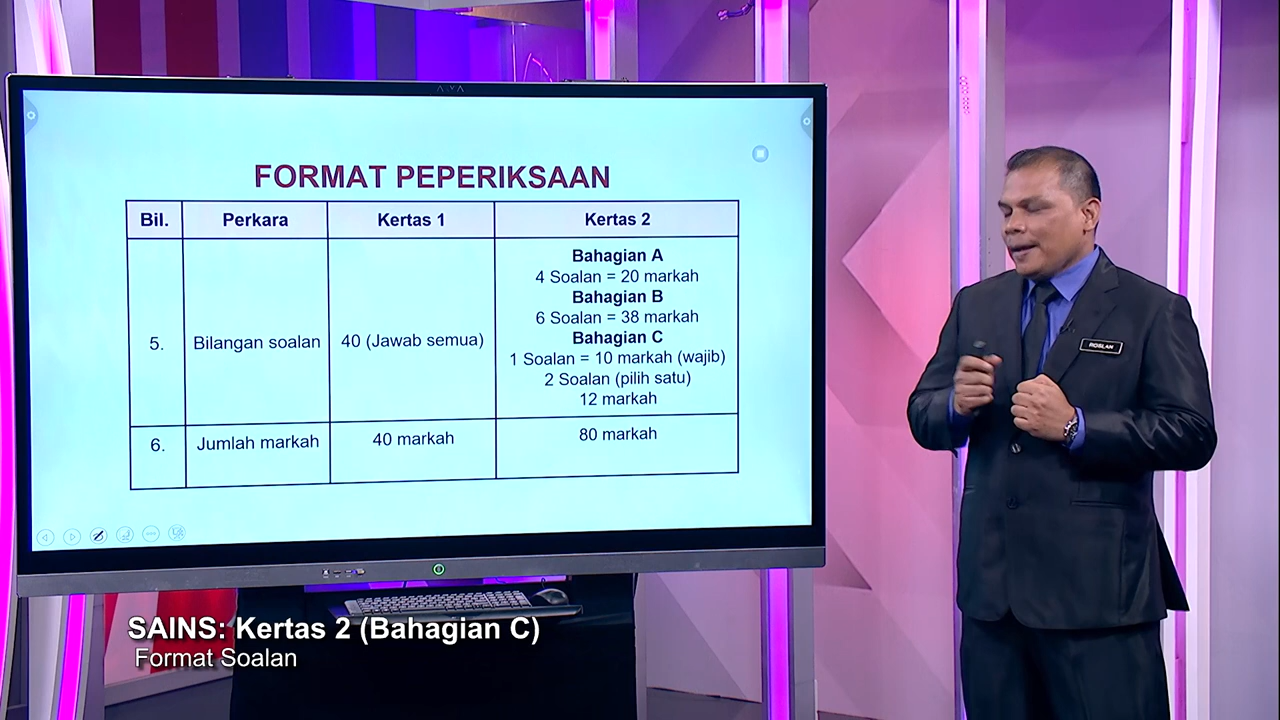 FORMAT PEPERIKSAAN
Bil. Perkara Kertas 1 Kertas 2
5. Bilangan soalan 40 (Jawab semua)
Bahagian A
4 Soalan = 20 markah
Bahagian B
6 Soalan = 38 markah
Bahagian C
1 Soalan = 10 markah (wajib)
2 Soalan (pilih satu)
12 markah
6. Jumlah markah 40 markah 80 markah
ROSLAN
SAINS: Kertas 2 (Bahagian C)
Format Soalan